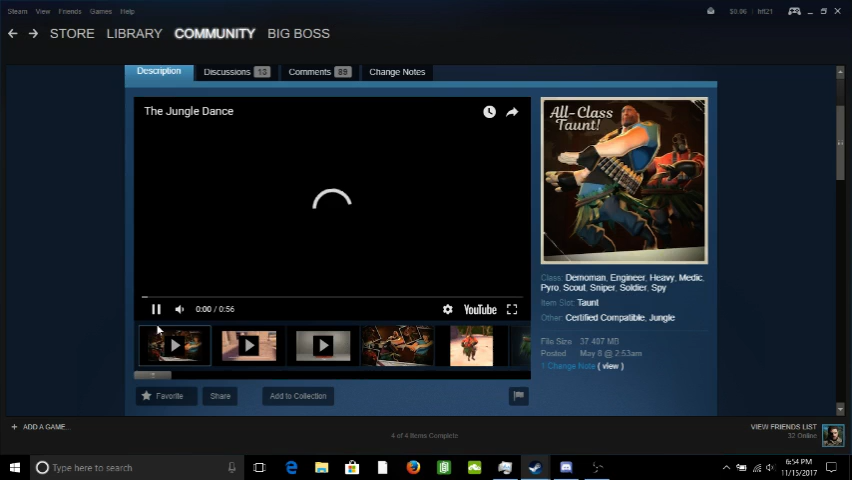 Steam View Friends Games Help
$0.06 hft21
STORE LIBRARY COMMUNITY BIG BOSS
Description Discussions 13 Comments 89 Change Notes
The Jungle Dance
All-Class
Taunt!
0:00 / 0:56
YouTube
Class: Demoman, Engineer, Heavy, Medic,
Pyro, Scout, Sniper, Soldier, Spy
Item Slot: Taunt
Other: Certified Compatible, Jungle
File Size 37.487 MB
Posted May 8 @ 2:53am
1 Change Note ( view )
Favorite Share Add to Collection
+ ADD A GAME...
4 of 4 Items Complete
VIEW FRIENDS LIST
32 Online
Type here to search
6:54 PM
11/15/2017